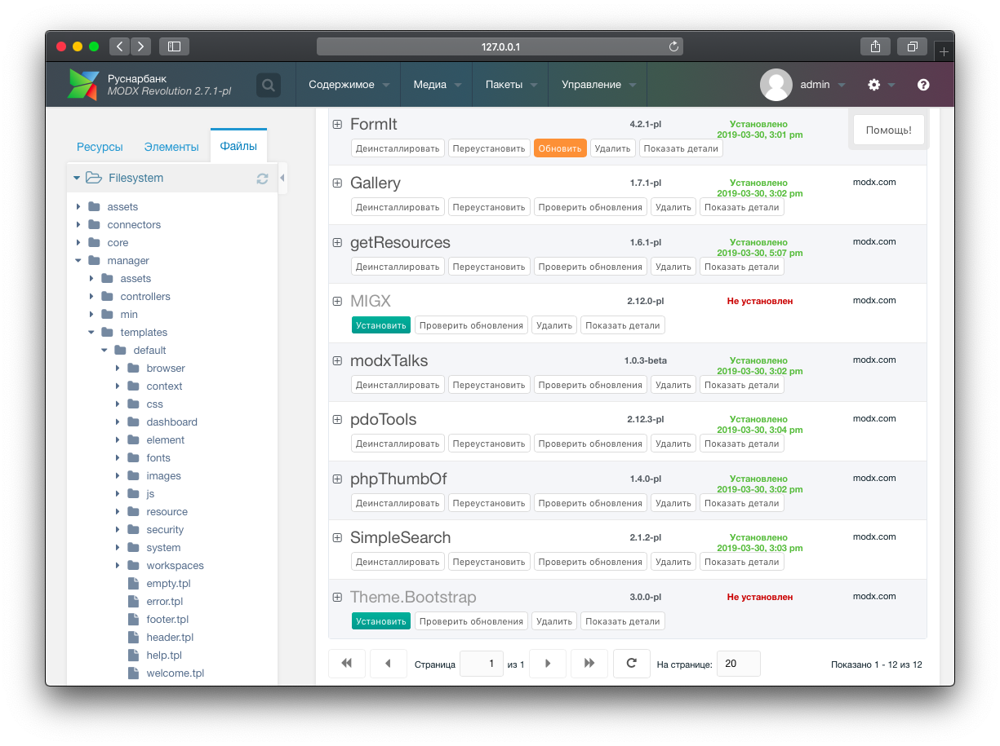 127.0.0.1
Руснарбанк
MODX Revolution 2.7.1-pl
Содержимое
Медиа
Пакеты
Управление
admin
Ресурсы
Элементы
Файлы
Filesystem
assets
connectors
core
manager
assets
controllers
min
templates
default
browser
context
css
dashboard
element
fonts
images
js
resource
security
system
workspaces
empty.tpl
error.tpl
footer.tpl
header.tpl
help.tpl
welcome.tpl
Помощь!
FormIt 4.2.1-pl Установлено
2019-03-30, 3:01 pm
Деинсталлировать Переустановить Обновить Удалить Показать детали
Gallery 1.7.1-pl Установлено modx.com
2019-03-30, 3:02 pm
Деинсталлировать Переустановить Проверить обновления Удалить Показать детали
getResources 1.6.1-pl Установлено modx.com
2019-03-30, 5:07 pm
Деинсталлировать Переустановить Проверить обновления Удалить Показать детали
MIGX 2.12.0-pl Не установлен modx.com
Установить Проверить обновления Удалить Показать детали
modxTalks 1.0.3-beta Установлено modx.com
2019-03-30, 3:02 pm
Деинсталлировать Переустановить Проверить обновления Удалить Показать детали
pdoTools 2.12.3-pl Установлено modx.com
2019-03-30, 3:04 pm
Деинсталлировать Переустановить Проверить обновления Удалить Показать детали
phpThumbOf 1.4.0-pl Установлено modx.com
2019-03-30, 3:02 pm
Деинсталлировать Переустановить Проверить обновления Удалить Показать детали
SimpleSearch 2.1.2-pl Установлено modx.com
2019-03-30, 3:03 pm
Деинсталлировать Переустановить Проверить обновления Удалить Показать детали
Theme.Bootstrap 3.0.0-pl Не установлен modx.com
Установить Проверить обновления Удалить Показать детали
Страница 1 из 1 На странице: 20 Показано 1 - 12 из 12